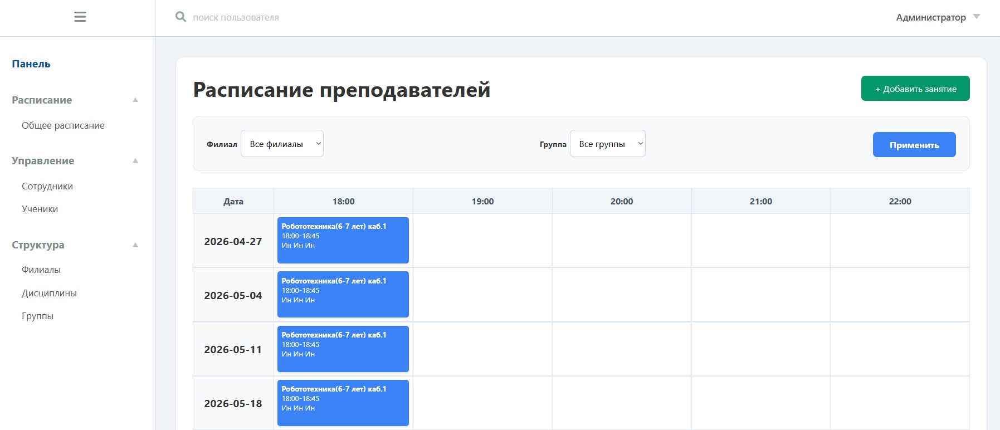 поиск пользователя
Администратор
Панель
Расписание
Общее расписание
Управление
Сотрудники
Ученики
Структура
Филиалы
Дисциплины
Группы
Расписание преподавателей
+ Добавить занятие
Филиал
Все филиалы
Группа
Все группы
Применить
Дата 18:00 19:00 20:00 21:00 22:00
2026-04-27
Робототехника(6-7 лет) каб.1
18:00-18:45
Ин Ин Ин
2026-05-04
Робототехника(6-7 лет) каб.1
18:00-18:45
Ин Ин Ин
2026-05-11
Робототехника(6-7 лет) каб.1
18:00-18:45
Ин Ин Ин
2026-05-18
Робототехника(6-7 лет) каб.1
18:00-18:45
Ин Ин Ин